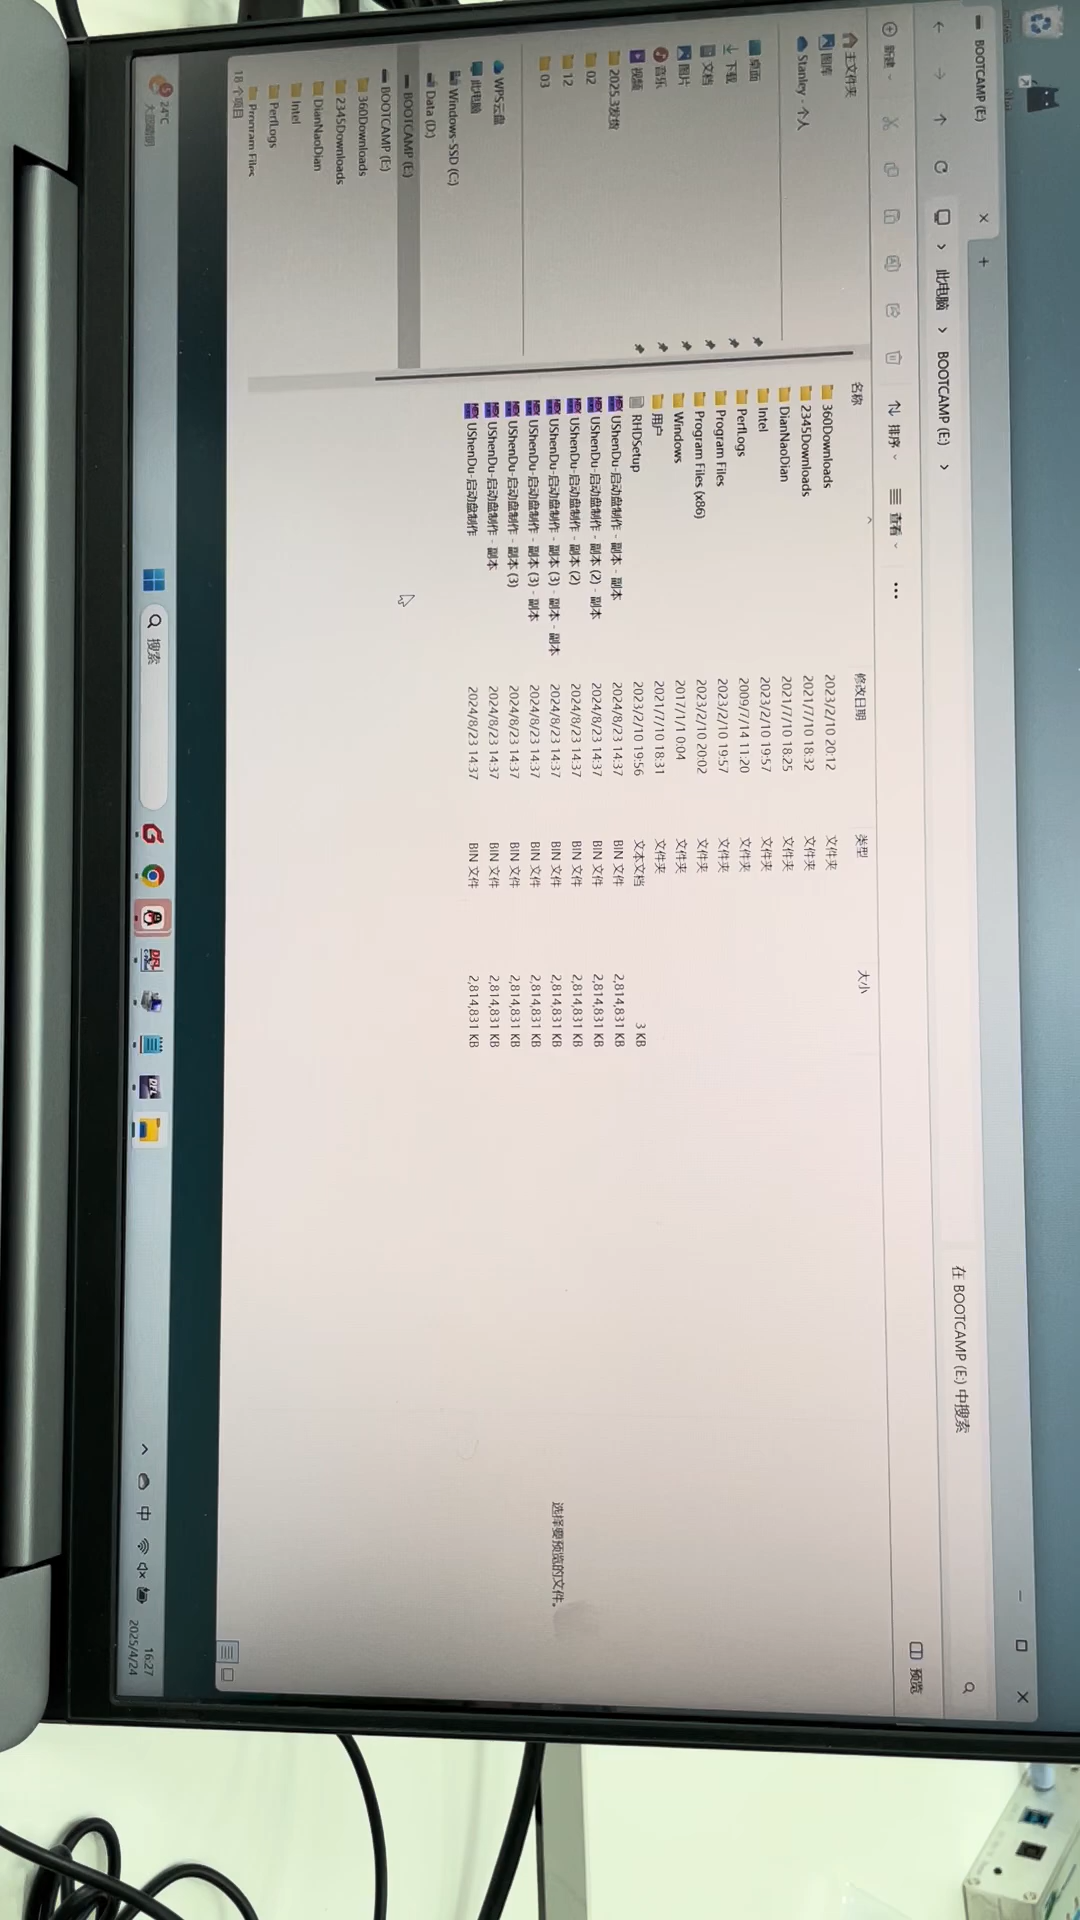 BOOTCAMP (E:)
此电脑 > BOOTCAMP (E:) >
在 BOOTCAMP (E:) 中搜索
新建
排序
查看
预览
主文件夹
图库
Stanley - 个人
桌面
下载
文档
图片
音乐
视频
2025.3发货
02
12
03
WPS云盘
此电脑
Windows-SSD (C:)
Data (D:)
BOOTCAMP (E:)
BOOTCAMP (E:)
360Downloads
2345Downloads
DianNaoDian
Intel
PerfLogs
Program Files
18 个项目
名称 修改日期 类型 大小
360Downloads 2023/2/10 20:12 文件夹
2345Downloads 2021/7/10 18:32 文件夹
DianNaoDian 2021/7/10 18:25 文件夹
Intel 2023/2/10 19:57 文件夹
PerfLogs 2009/7/14 11:20 文件夹
Program Files 2023/2/10 19:57 文件夹
Program Files (x86) 2023/2/10 20:02 文件夹
Windows 2017/1/1 0:04 文件夹
用户 2021/7/10 18:31 文件夹
RHDSetup 2023/2/10 19:56 文本文档 3 KB
UShenDu-启动盘制作 - 副本 - 副本 2024/8/23 14:37 BIN 文件 2,814,831 KB
UShenDu-启动盘制作 - 副本 (2) - 副本 2024/8/23 14:37 BIN 文件 2,814,831 KB
UShenDu-启动盘制作 - 副本 (2) 2024/8/23 14:37 BIN 文件 2,814,831 KB
UShenDu-启动盘制作 - 副本 (3) - 副本 - 副本 2024/8/23 14:37 BIN 文件 2,814,831 KB
UShenDu-启动盘制作 - 副本 (3) - 副本 2024/8/23 14:37 BIN 文件 2,814,831 KB
UShenDu-启动盘制作 - 副本 (3) 2024/8/23 14:37 BIN 文件 2,814,831 KB
UShenDu-启动盘制作 - 副本 2024/8/23 14:37 BIN 文件 2,814,831 KB
UShenDu-启动盘制作 2024/8/23 14:37 BIN 文件 2,814,831 KB
选择要预览的文件。
24°C
大部晴朗
搜索
中
16:27
2025/4/24